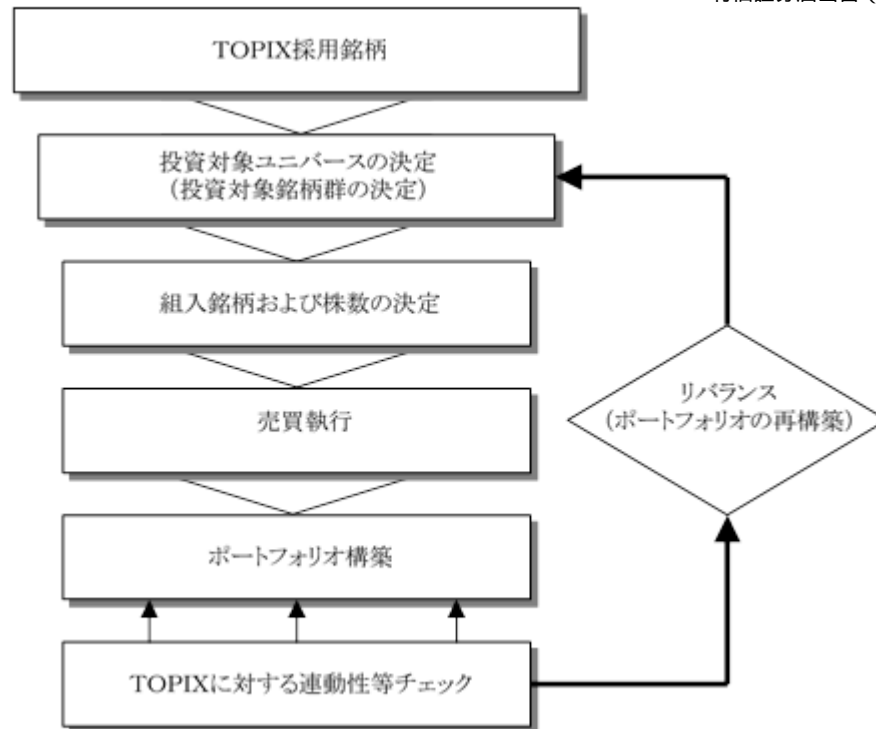 TOPIX採用銘柄
投資対象ユニバースの決定
（投資対象銘柄群の決定）
組入銘柄および株数の決定
売買執行
リバランス
（ポートフォリオの再構築）
ポートフォリオ構築
TOPIXに対する連動性等チェック